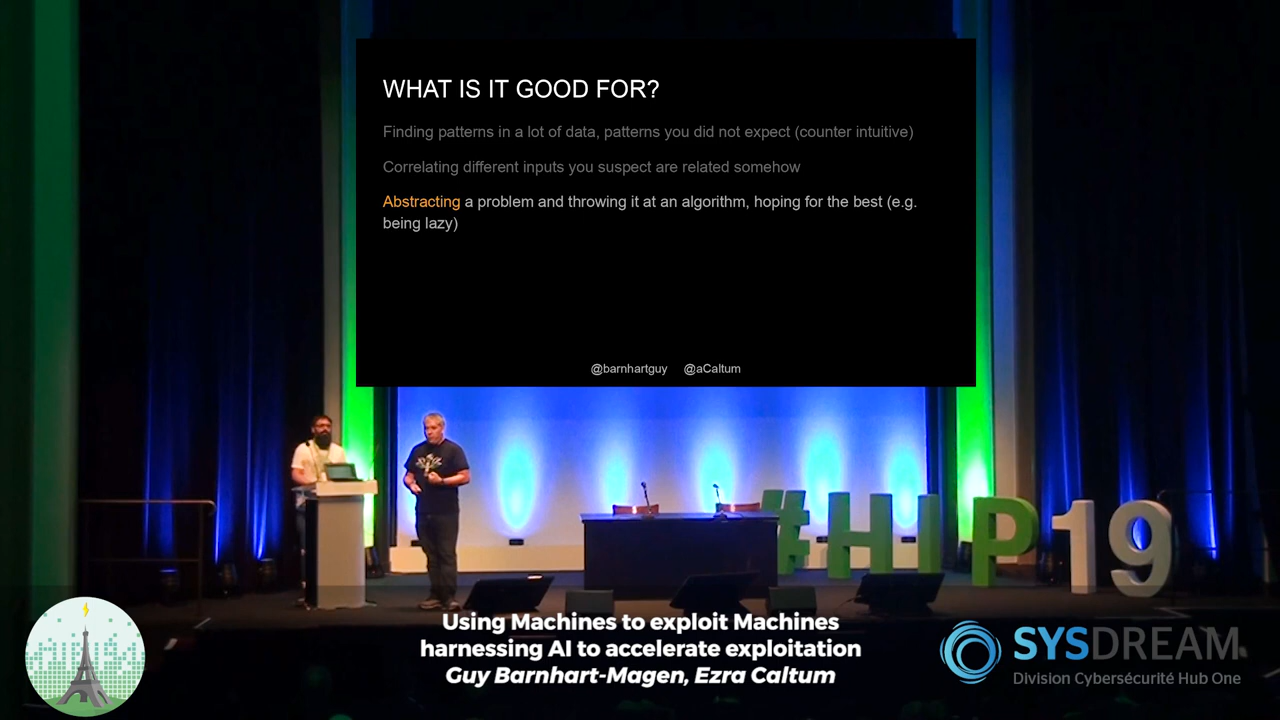 WHAT IS IT GOOD FOR?
Finding patterns in a lot of data, patterns you did not expect (counter intuitive)
Correlating different inputs you suspect are related somehow
Abstracting a problem and throwing it at an algorithm, hoping for the best (e.g.
being lazy)
@barnhartguy @aCaltum
#HIP19
Using Machines to exploit Machines
harnessing AI to accelerate exploitation
Guy Barnhart-Magen, Ezra Caltum
SYSDREAM
Division Cybersécurité Hub One